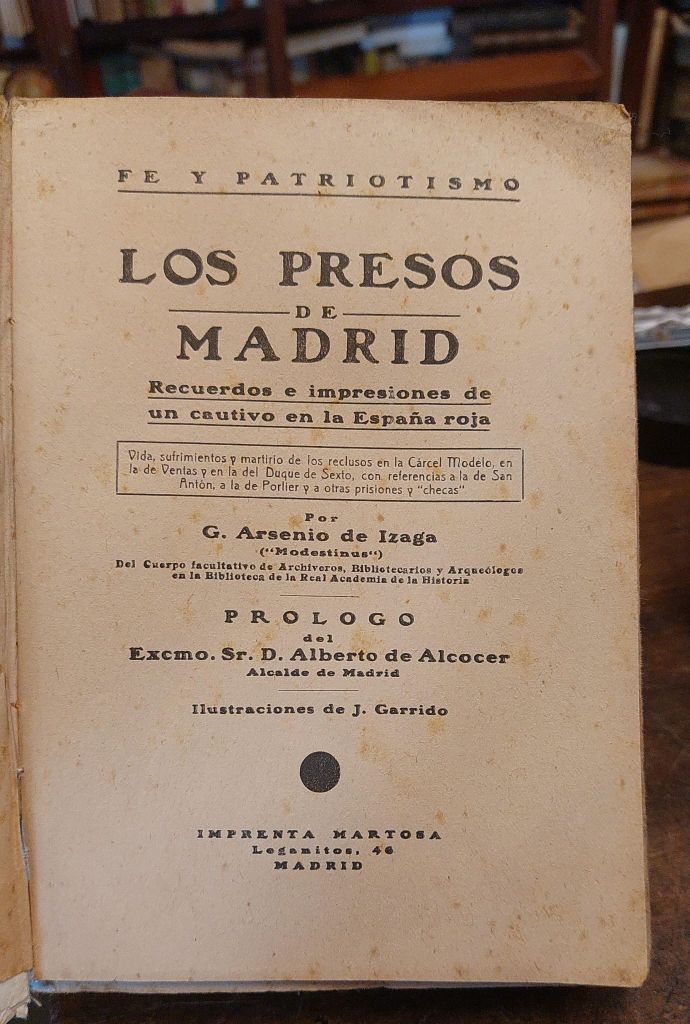 FE Y PATRIOTISMO
LOS PRESOS
DE
MADRID
Recuerdos e impresiones de
un cautivo en la España roja
Vida, sufrimientos y martirio de los reclusos en la Cárcel Modelo, en
la de Ventas y en la del Duque de Sexto, con referencias a la de San
Antón, a la de Porlier y a otras prisiones y "checas"
Por
G. Arsenio de Izaga
("Modestinus")
Del Cuerpo facultativo de Archiveros, Bibliotecarios y Arqueólogos
en la Biblioteca de la Real Academia de la Historia
PROLOGO
del
Excmo. Sr. D. Alberto de Alcocer
Alcalde de Madrid
Ilustraciones de J. Garrido
IMPRENTA MARTOSA
Leganitos, 46
MADRID